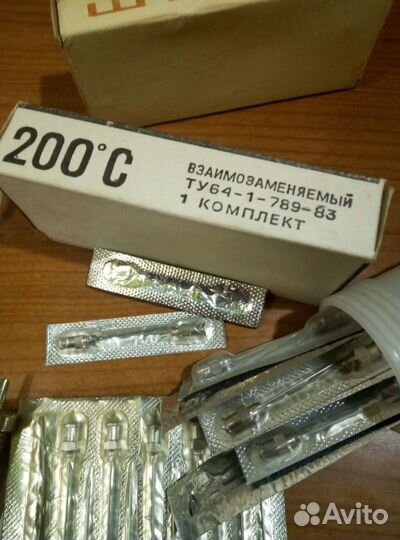 200°C
ВЗАИМОЗАМЕНЯЕМЫЙ
ТУ64-1-789-83
1 КОМПЛЕКТ
Avito